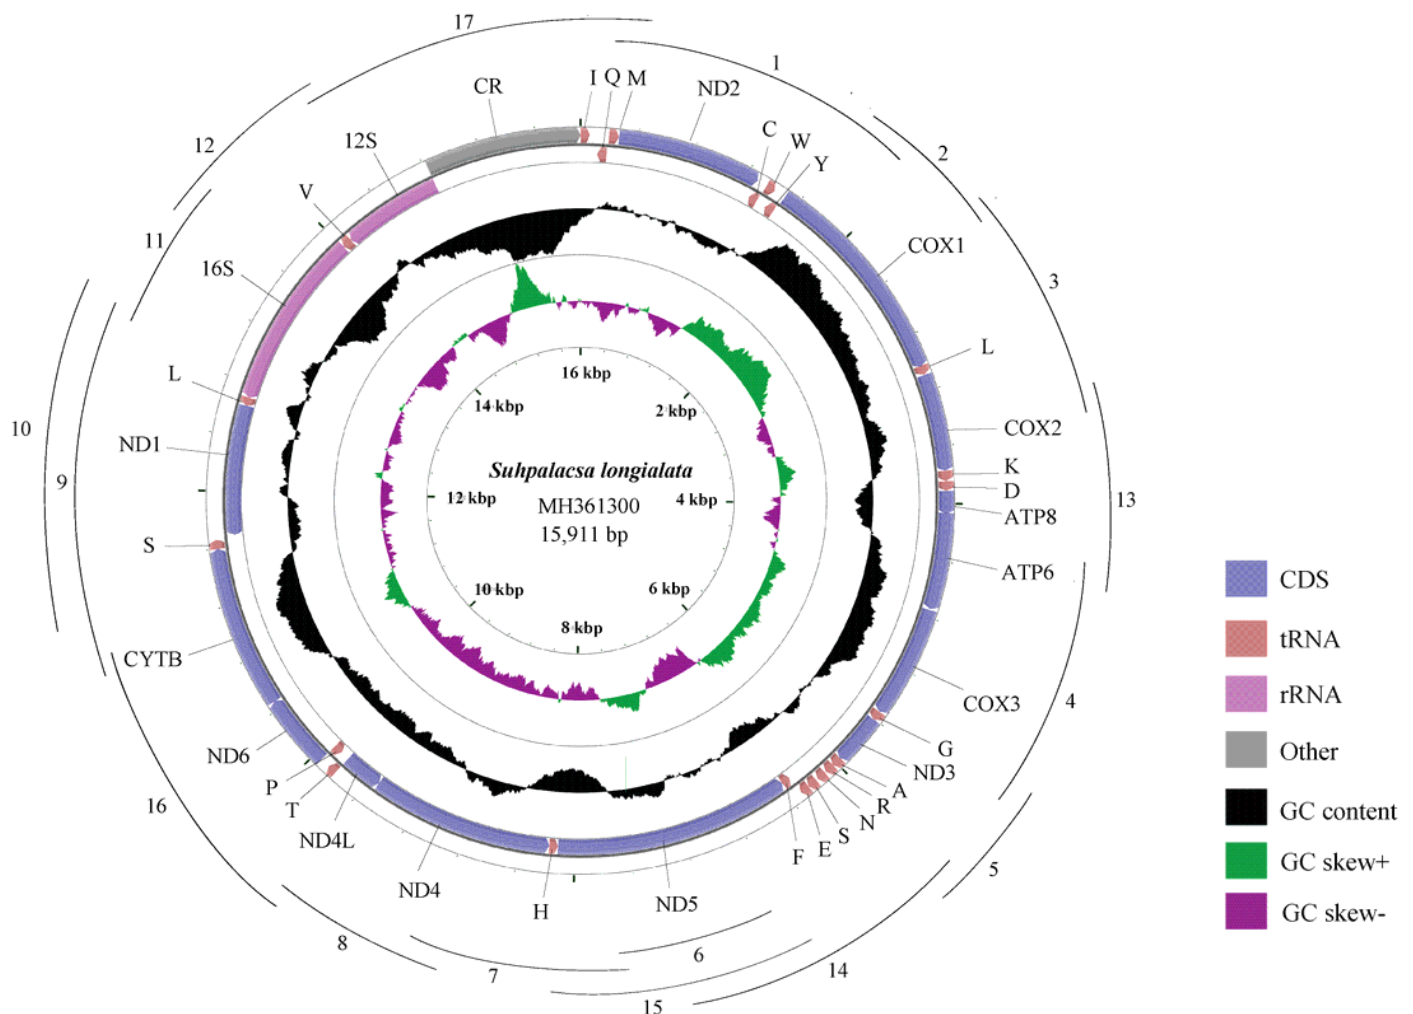 17
1
CR
I Q M
ND2
12
12S
C
W
Y
2
V
11
16S
COX1
3
L
L
16 kbp
14 kbp
2 kbp
10
ND1
COX2
9
Suhpalacsa longialata
K
12 kbp
MH361300
4 kbp
D
13
15,911 bp
ATP8
S
ATP6
CDS
10 kbp
6 kbp
8 kbp
tRNA
CYTB
COX3
4
rRNA
G
ND6
ND3
Other
P
A
T
R
16
N
GC content
ND4L
S
E
F
GC skew+
5
ND4
H
ND5
GC skew-
8
6
7
14
15